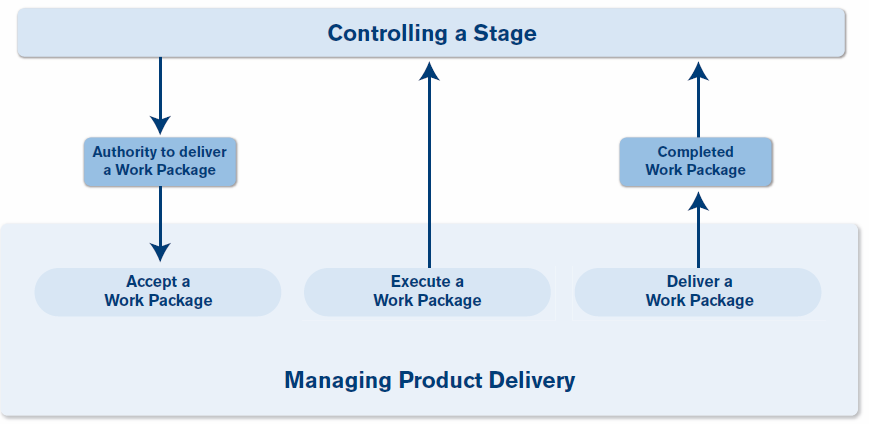 Controlling a Stage
Authority to deliver
a Work Package
Completed
Work Package
Accept a
Work Package
Execute a
Work Package
Deliver a
Work Package
Managing Product Delivery